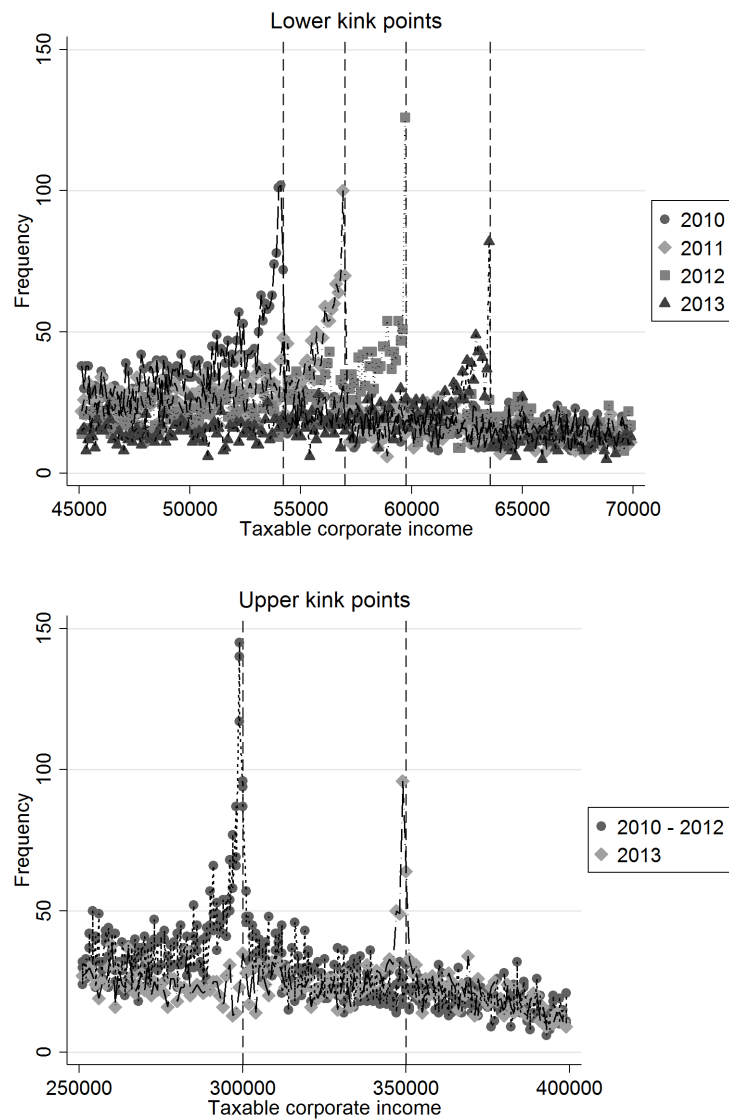 Lower kink points
150
100
50
0
Frequency
45000 50000 55000 60000 65000 70000
Taxable corporate income
2010
2011
2012
2013
Upper kink points
150
100
50
0
Frequency
250000 300000 350000 400000
Taxable corporate income
2010 - 2012
2013